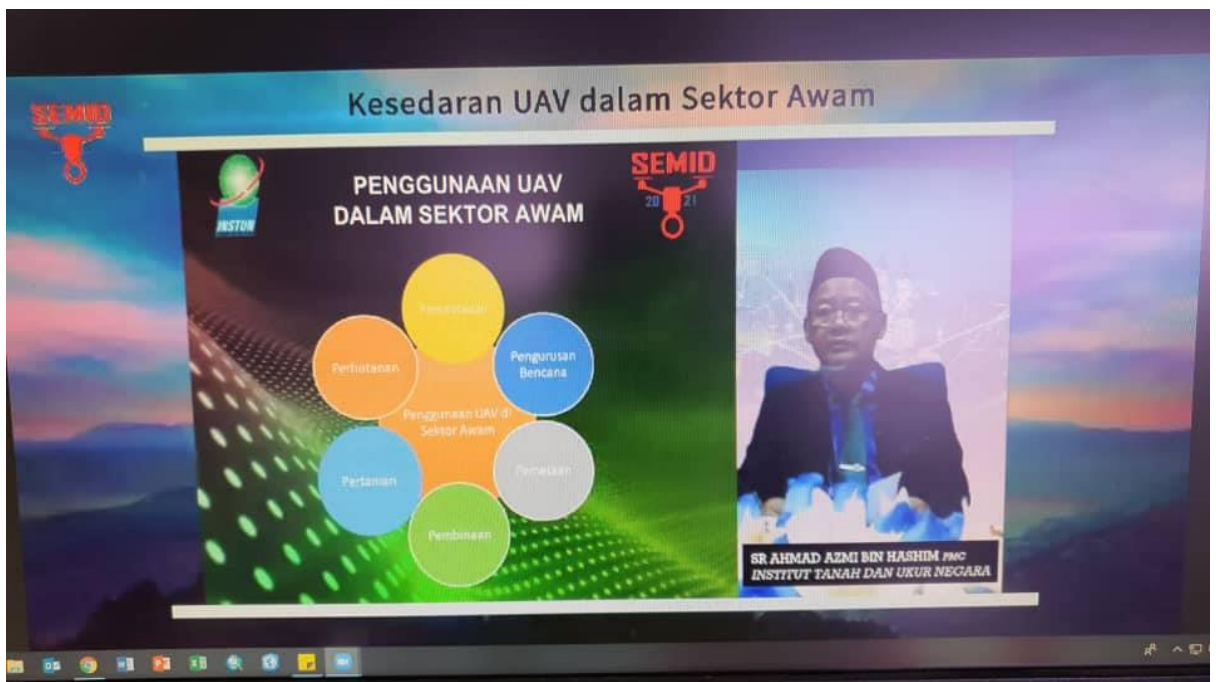 Kesedaran UAV dalam Sektor Awam
SEMID
INSTUN
PENGGUNAAN UAV
DALAM SEKTOR AWAM
SEMID
20 21
Pengurusan
Bencana
Perhutanan
Penggunaan UAV di
Sektor Awam
Pemetaan
Pertanian
Pembinaan
SR AHMAD AZMI BIN HASHIM PMC
INSTITUT TANAH DAN UKUR NEGARA